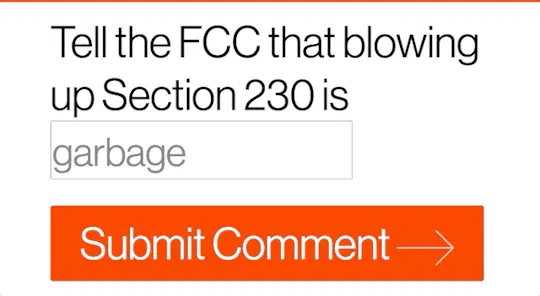 Tell the FCC that blowing
up Section 230 is
garbage
Submit Comment